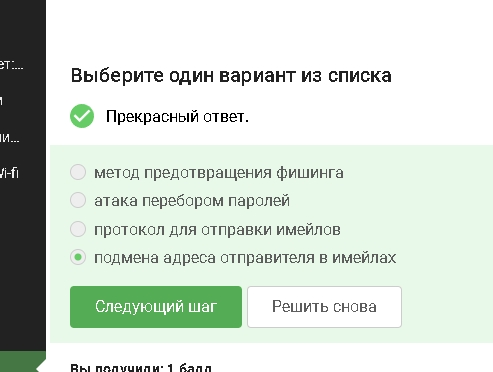 ет:...
Выберите один вариант из списка
Прекрасный ответ.
ли...
Wi-fi
метод предотвращения фишинга
атака перебором паролей
протокол для отправки имейлов
подмена адреса отправителя в имейлах
Следующий шаг
Решить снова
Вы получили: 1 балл